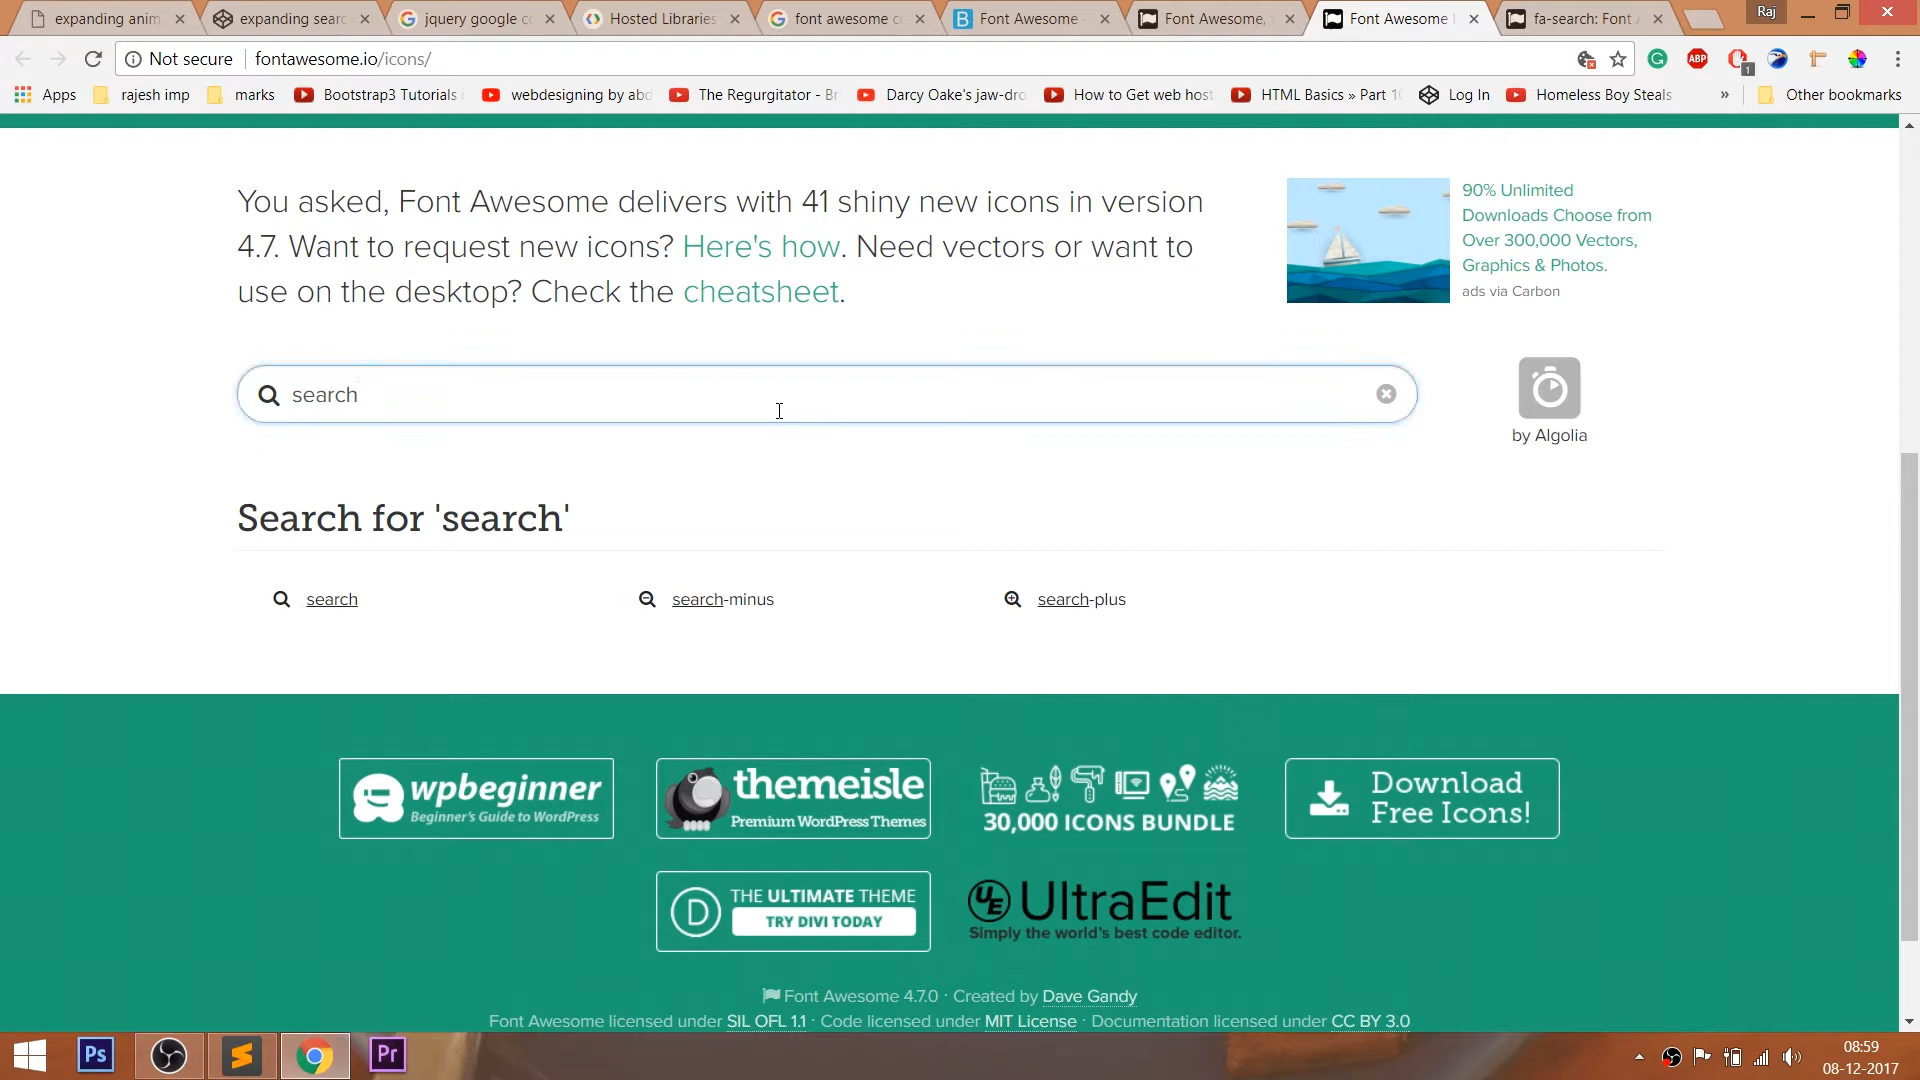 expanding anim
expanding searc
jquery google c
Hosted Libraries
font awesome c
Font Awesome
Font Awesome,
Font Awesome
fa-search: Font
Raj
Not secure
fontawesome.io/icons/
ABP
1
Apps
rajesh imp
marks
Bootstrap3 Tutorials
webdesigning by abd
The Regurgitator - Br
Darcy Oake's jaw-dro
How to Get web host
HTML Basics » Part 1
Log In
Homeless Boy Steals
»
Other bookmarks
You asked, Font Awesome delivers with 41 shiny new icons in version
4.7. Want to request new icons? Here's how. Need vectors or want to
use on the desktop? Check the cheatsheet.
90% Unlimited
Downloads Choose from
Over 300,000 Vectors,
Graphics & Photos.
ads via Carbon
search
by Algolia
Search for 'search'
search
search-minus
search-plus
wpbeginner
Beginner's Guide to WordPress
themeisle
Premium WordPress Themes
30,000 ICONS BUNDLE
Download
Free Icons!
D
THE ULTIMATE THEME
TRY DIVI TODAY
UE
UltraEdit
Simply the world's best code editor.
Font Awesome 4.7.0 · Created by Dave Gandy
Font Awesome licensed under SIL OFL 1.1 · Code licensed under MIT License · Documentation licensed under CC BY 3.0
Ps
Pr
08:59
08-12-2017